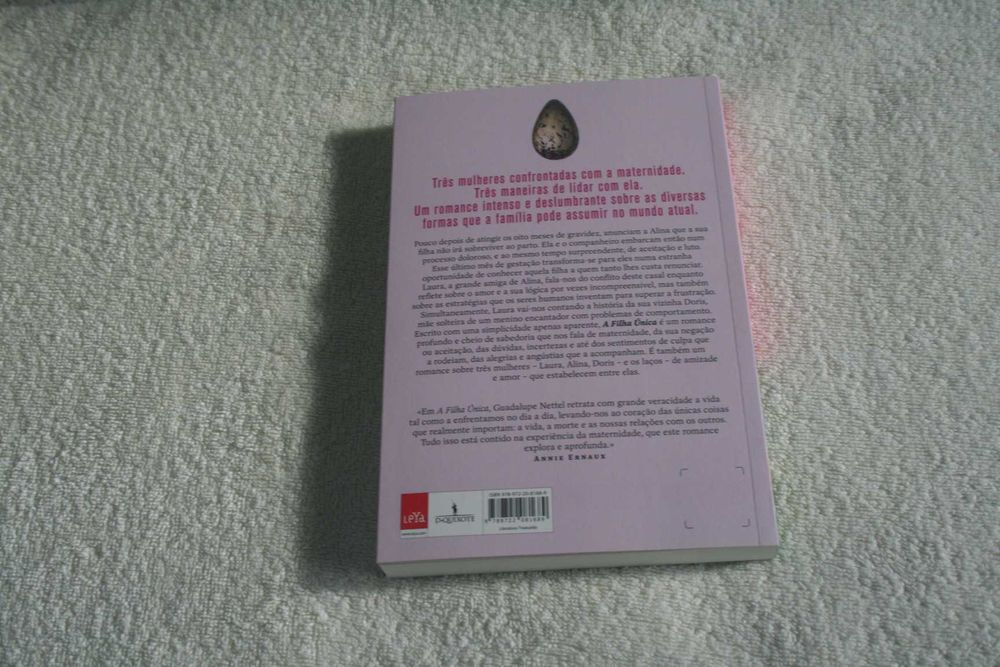 Três mulheres confrontadas com a maternidade.
Três maneiras de lidar com ela.
Um romance intenso e deslumbrante sobre as diversas
formas que a família pode assumir no mundo atual.
Pouco depois de atingir os oito meses de gravidez, anunciam a Alina que a sua
filha não irá sobreviver ao parto. Ela e o companheiro embarcam então num
processo doloroso, e ao mesmo tempo surpreendente, de aceitação e luto.
Esse último mês de gestação transforma-se para eles numa estranha
oportunidade de conhecer aquela filha a quem tanto lhes custa renunciar.
Laura, a grande amiga de Alina, fala-nos do conflito deste casal enquanto
reflete sobre o amor e a sua lógica por vezes incompreensível, mas também
sobre as estratégias que os seres humanos inventam para superar a frustração.
Simultaneamente, Laura vai-nos contando a história da sua vizinha Doris,
mãe solteira de um menino encantador com problemas de comportamento.
Escrito com uma simplicidade apenas aparente, A Filha Única é um romance
profundo e cheio de sabedoria que nos fala de maternidade, da sua negação
ou aceitação, das dúvidas, incertezas e até dos sentimentos de culpa que
a rodeiam, das alegrias e angústias que a acompanham. É também um
romance sobre três mulheres – Laura, Alina, Doris – e os laços – de amizade
e amor – que estabelecem entre elas.
«Em A Filha Única, Guadalupe Nettel retrata com grande veracidade a vida
tal como a enfrentamos no dia a dia, levando-nos ao coração das únicas coisas
que realmente importam: a vida, a morte e as nossas relações com os outros.
Tudo isso está contido na experiência da maternidade, que este romance
explora e aprofunda.»
Annie Ernaux
LeYa
D.QUIXOTE